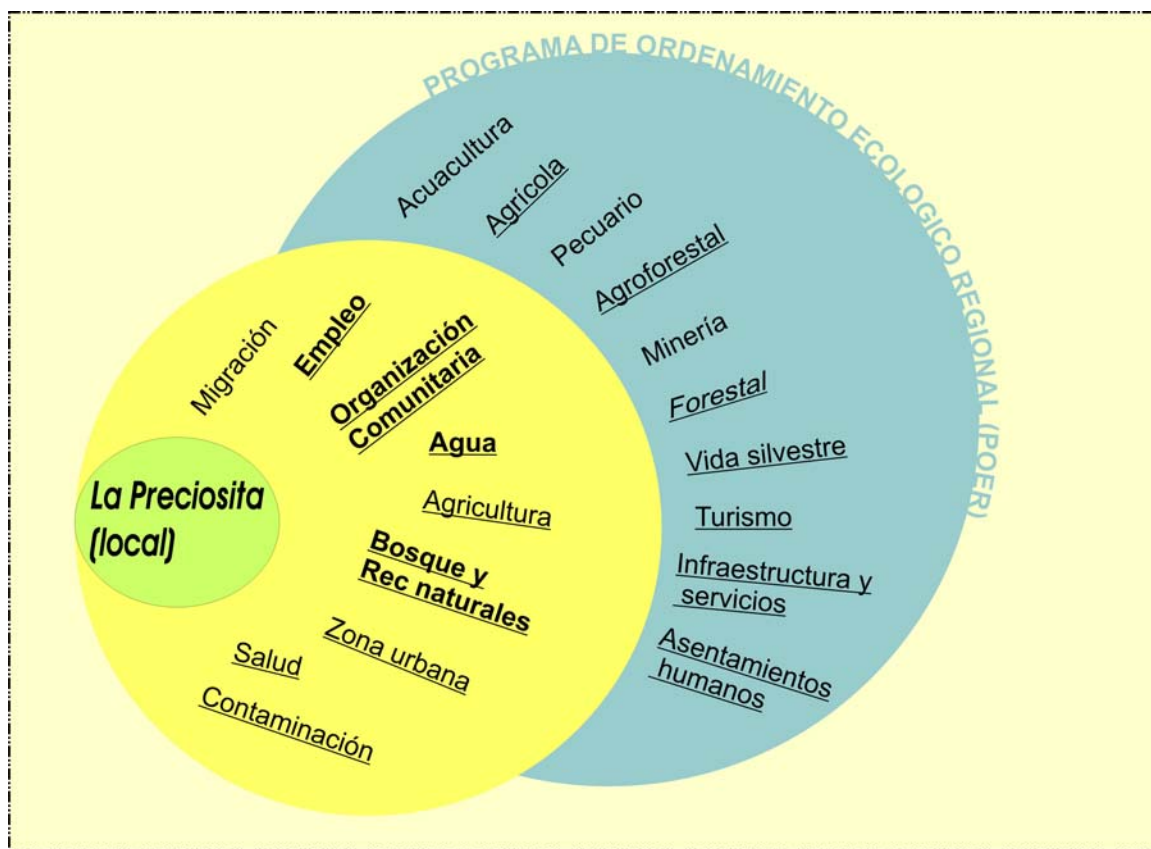 PROGRAMA DE ORDENAMIENTO ECOLOGICO REGIONAL (POER)
Acuacultura
Agrícola
Pecuario
Agroforestal
Minería
Forestal
Vida silvestre
Turismo
Infraestructura y
servicios
Asentamientos
humanos
Migración
Empleo
Organización
Comunitaria
Agua
Agricultura
Bosque y
Rec naturales
Zona urbana
Salud
Contaminación
La Preciosita
(local)